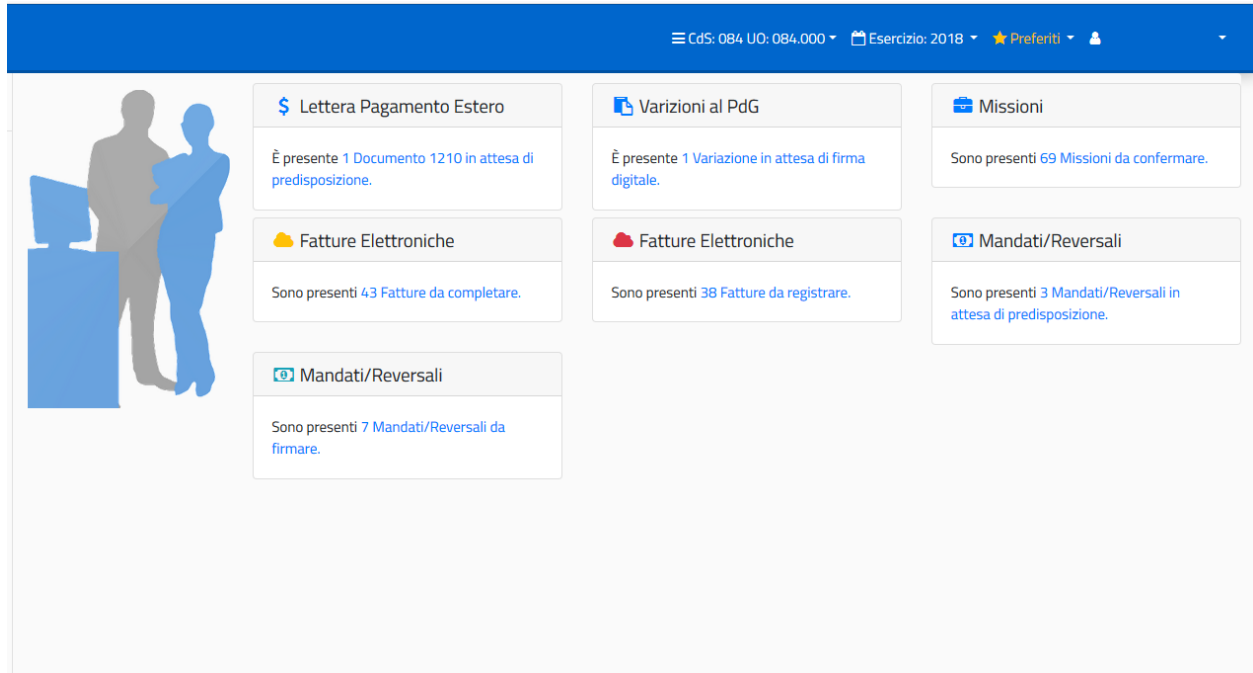 CdS: 084 UO: 084.000 Esercizio: 2018 Preferiti
Lettera Pagamento Estero
È presente 1 Documento 1210 in attesa di
predisposizione.
Varizioni al PdG
È presente 1 Variazione in attesa di firma
digitale.
Missioni
Sono presenti 69 Missioni da confermare.
Fatture Elettroniche
Sono presenti 43 Fatture da completare.
Fatture Elettroniche
Sono presenti 38 Fatture da registrare.
Mandati/Reversali
Sono presenti 3 Mandati/Reversali in
attesa di predisposizione.
Mandati/Reversali
Sono presenti 7 Mandati/Reversali da
firmare.